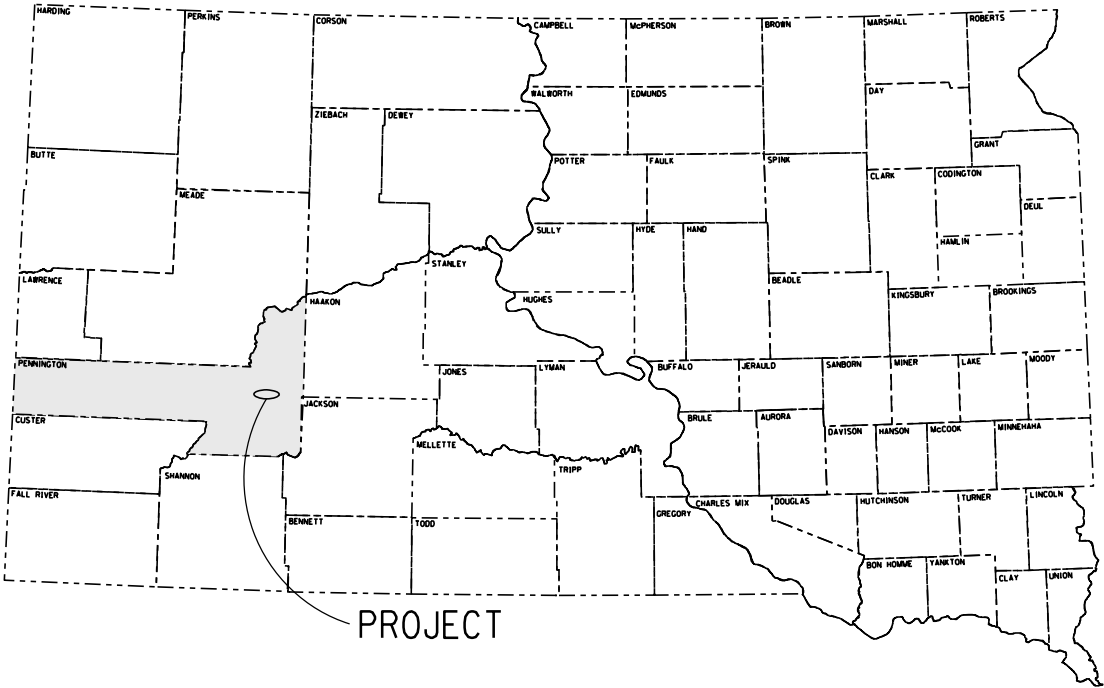 HARDING
PERKINS
CORSON
CAMPBELL
McPHERSON
BROWN
MARSHALL
ROBERTS
WALWORTH
EDMUNDS
DAY
ZIEBACH
DEWEY
GRANT
BUTTE
POTTER
FAULK
SPINK
CLARK
CODINGTON
MEADE
DEUL
SULLY
HYDE
HAND
HAMLIN
STANLEY
LAWRENCE
BEADLE
HAAKON
HUGHES
KINGSBURY
BROOKINGS
PENNINGTON
JONES
LYMAN
BUFFALO
JERAULD
SANBORN
MINER
LAKE
MOODY
JACKSON
CUSTER
BRULE
AURORA
DAVISON
HANSON
McCOOK
MINNEHAHA
MELLETTE
SHANNON
TRIPP
FALL RIVER
GREGORY
CHARLES MIX
DOUGLAS
HUTCHINSON
TURNER
LINCOLN
BENNETT
TODD
BON HOMME
YANKTON
CLAY
UNION
PROJECT